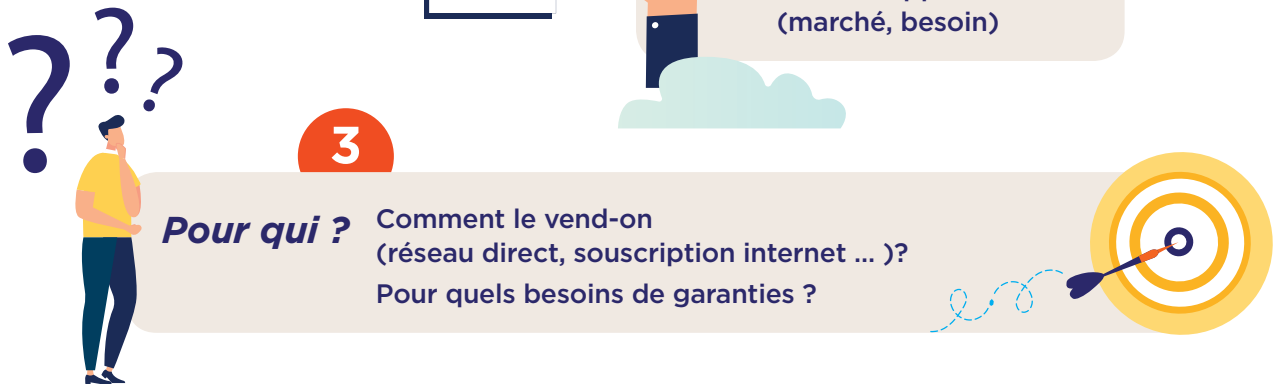 (marché, besoin)
? ? ?
3
Pour qui ?
Comment le vend-on
(réseau direct, souscription internet ... )?
Pour quels besoins de garanties ?